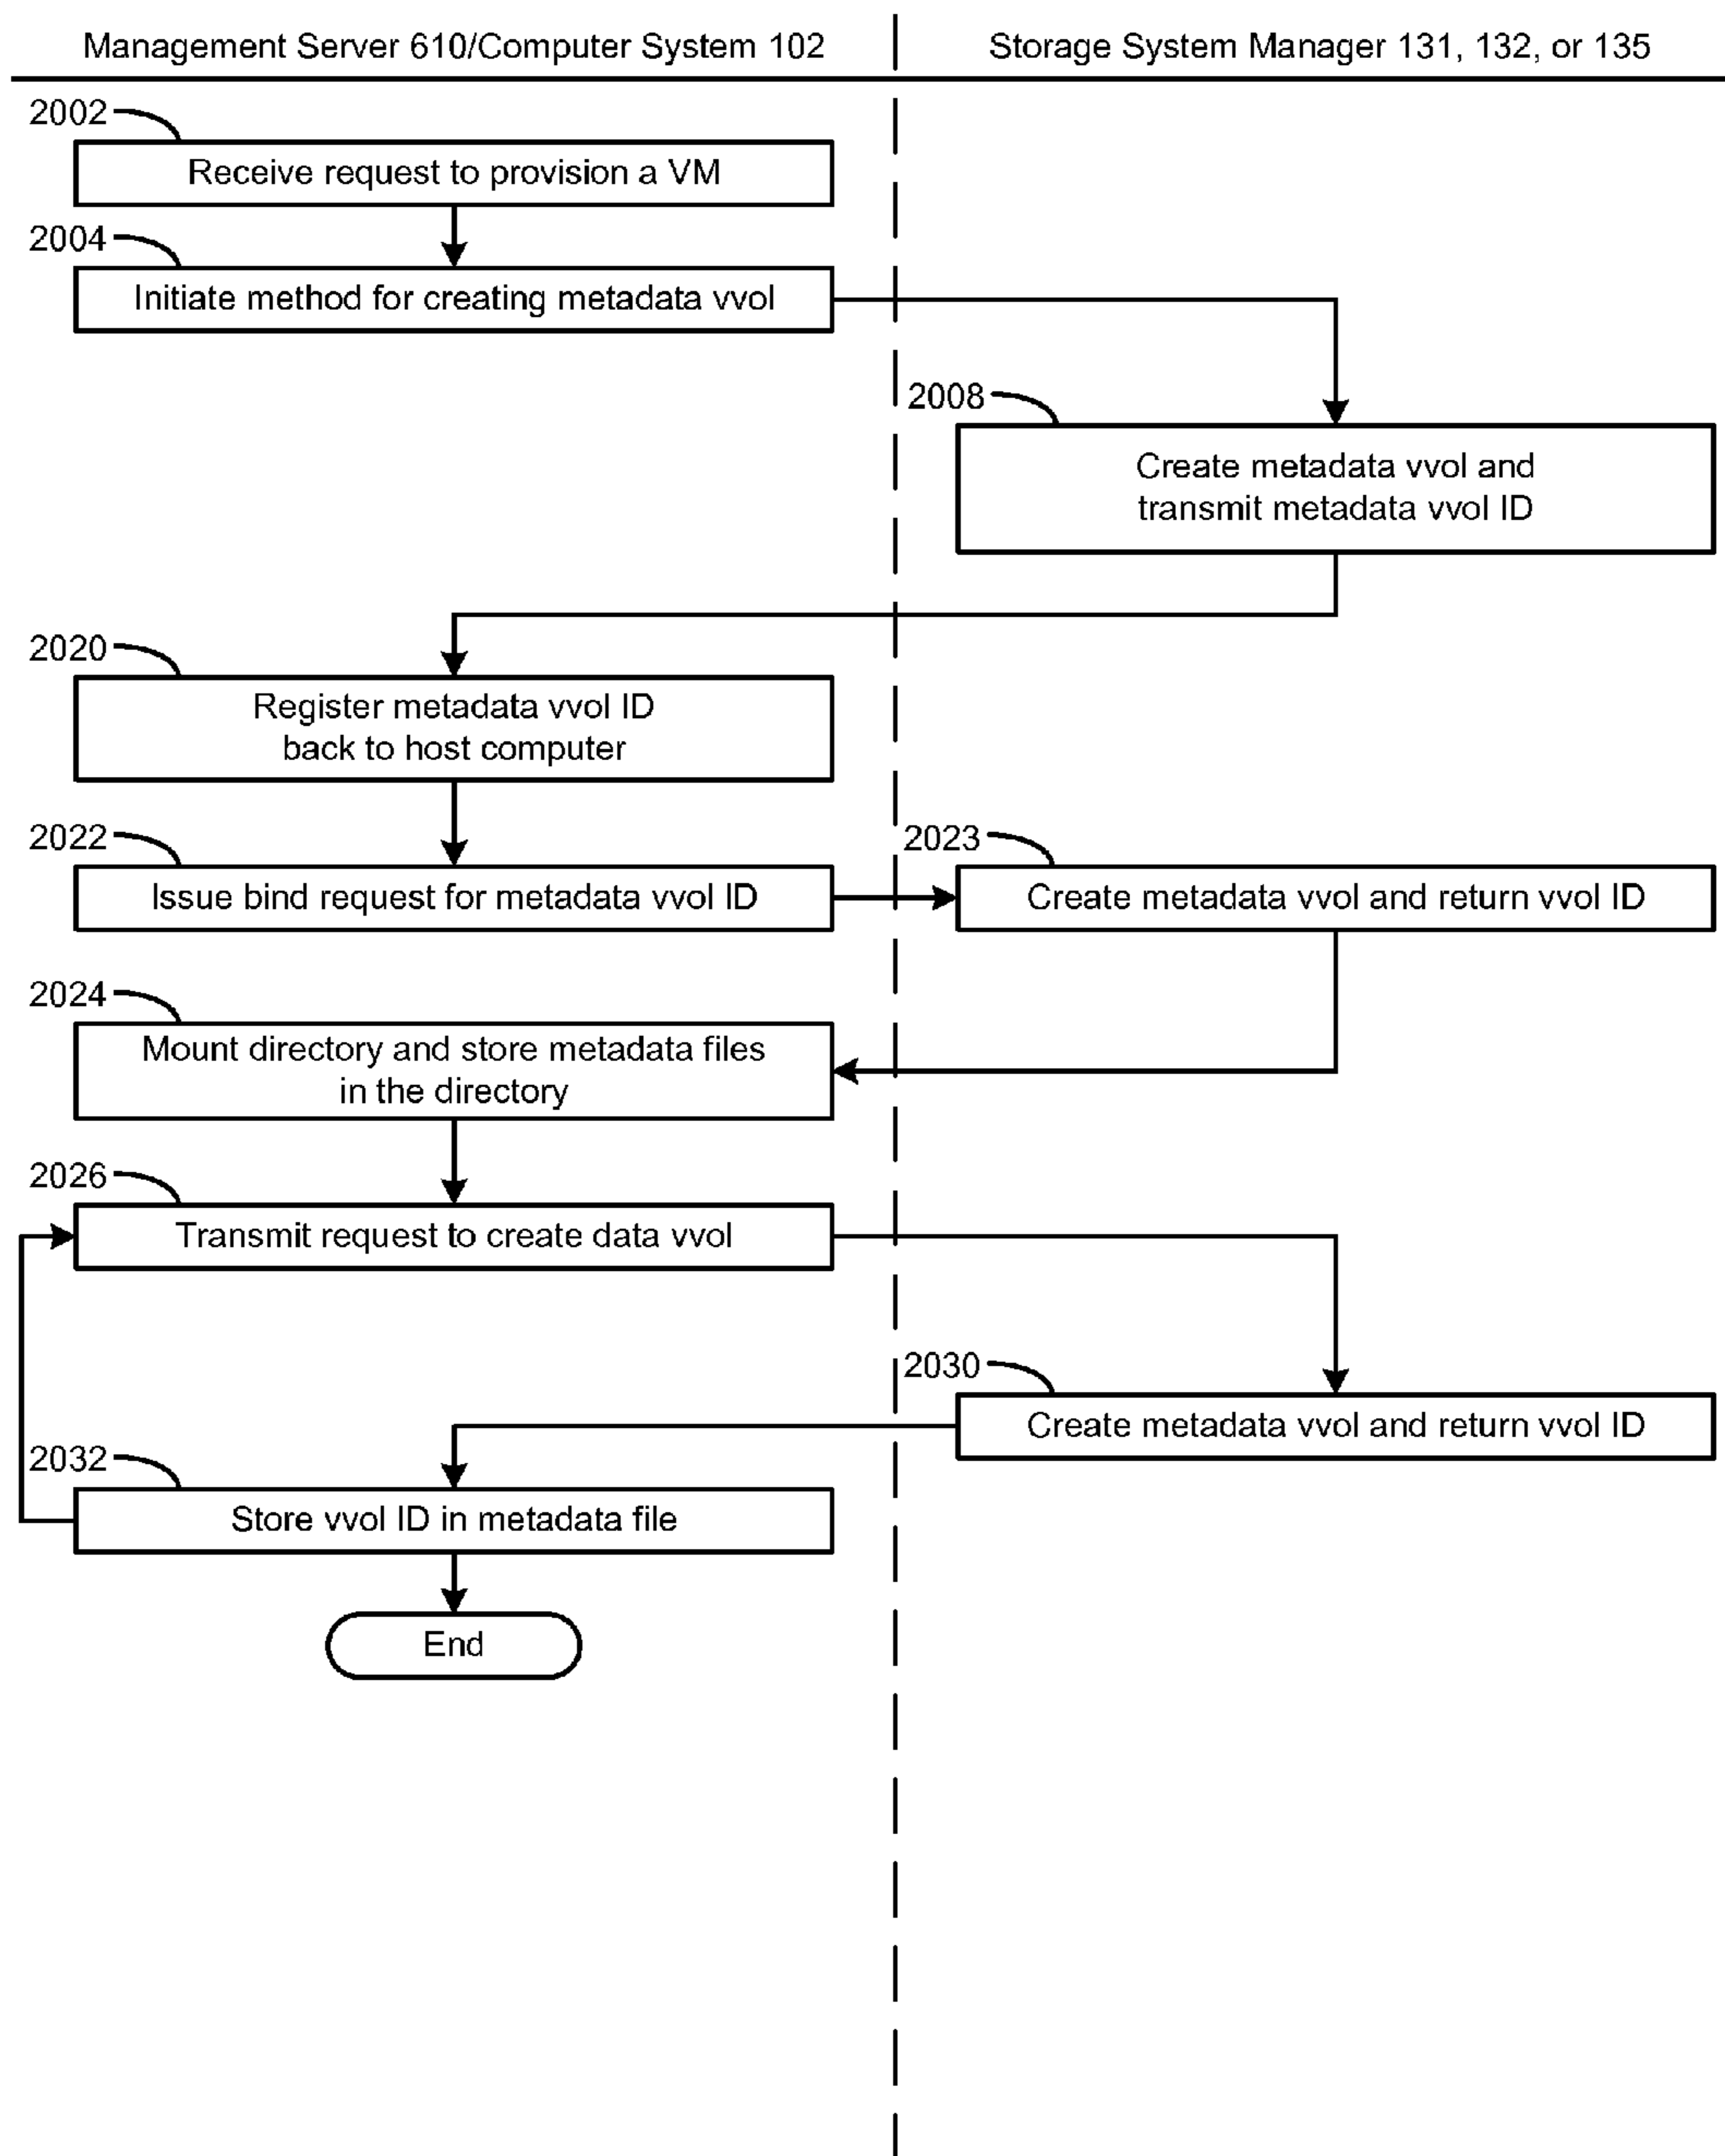 Management Server 610/Computer System 102
Storage System Manager 131, 132, or 135
2002
Receive request to provision a VM
2004
Initiate method for creating metadata vvol
2008
Create metadata vvol and
transmit metadata vvol ID
2020
Register metadata vvol ID
back to host computer
2022
Issue bind request for metadata vvol ID
2023
Create metadata vvol and return vvol ID
2024
Mount directory and store metadata files
in the directory
2026
Transmit request to create data vvol
2030
Create metadata vvol and return vvol ID
2032
Store vvol ID in metadata file
End